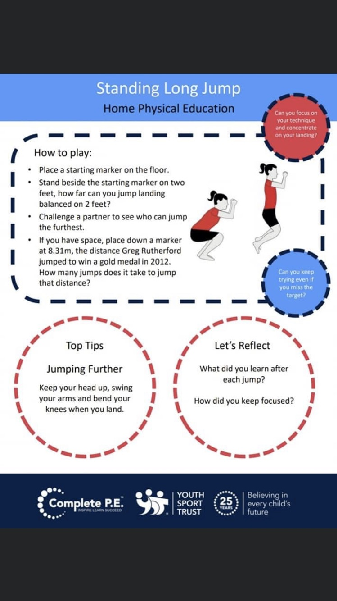 Standing Long Jump
Home Physical Education
Can you focus on
your technique
and concentrate
on your landing?
How to play:
• Place a starting marker on the floor.
• Stand beside the starting marker on two
feet, how far can you jump landing
balanced on 2 feet?
• Challenge a partner to see who can jump
the furthest.
• If you have space, place down a marker
at 8.31m, the distance Greg Rutherford
jumped to win a gold medal in 2012.
How many jumps does it take to jump
that distance?
Can you keep
trying even if
you miss the
target?
Top Tips
Jumping Further
Keep your head up, swing
your arms and bend your
knees when you land.
Let's Reflect
What did you learn after
each jump?
How did you keep focused?
Complete P.E.
INSPIRE·LEARN·SUCCEED
YOUTH
SPORT
TRUST
25
YEARS
Believing in
every child's
future